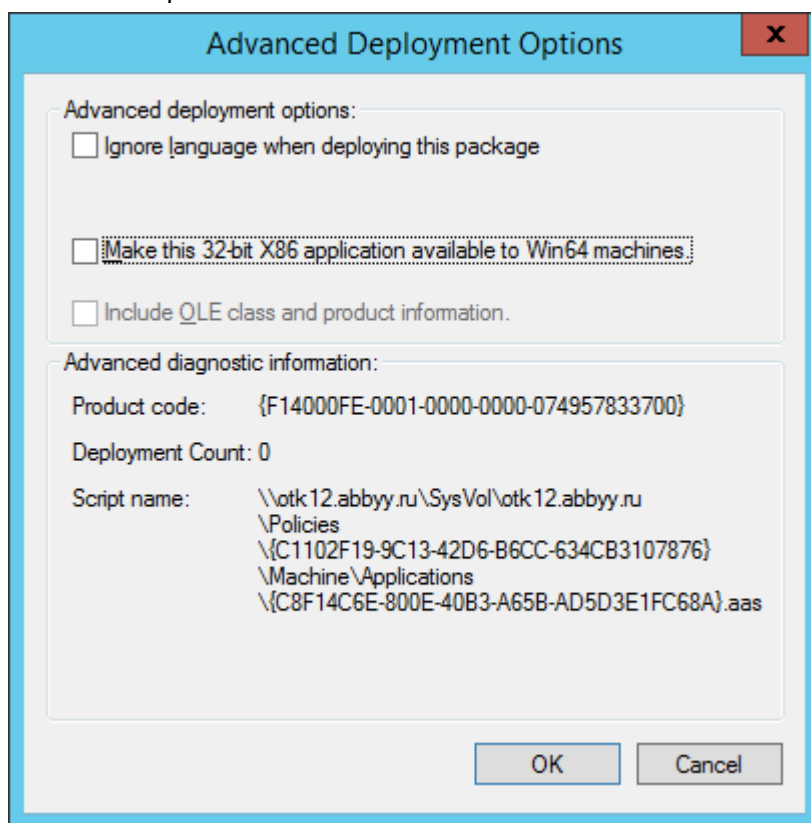 Advanced Deployment Options
x
Advanced deployment options:
Ignore language when deploying this package
Make this 32-bit X86 application available to Win64 machines.
Include OLE class and product information.
Advanced diagnostic information:
Product code: {F14000FE-0001-0000-0000-074957833700}
Deployment Count: 0
Script name: \\otk12.abbyy.ru\SysVol\otk12.abbyy.ru
\Policies
\{C1102F19-9C13-42D6-B6CC-634CB3107876}
\Machine\Applications
\{C8F14C6E-800E-40B3-A65B-AD5D3E1FC68A}.aas
OK Cancel